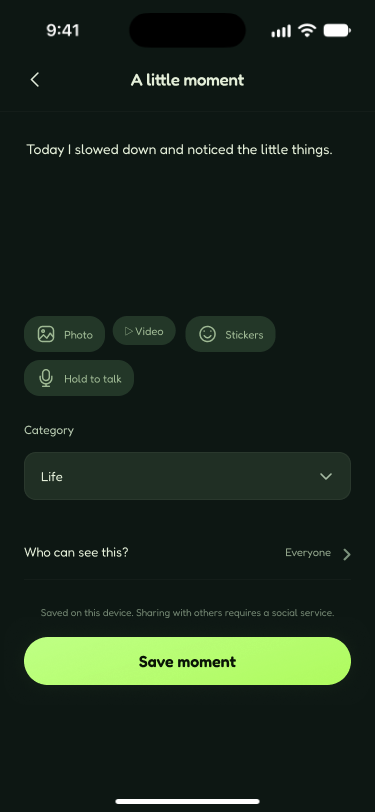 9:41
A little moment
Today I slowed down and noticed the little things.
Photo
Video
Stickers
Hold to talk
Category
Life
Who can see this?
Everyone
Saved on this device. Sharing with others requires a social service.
Save moment